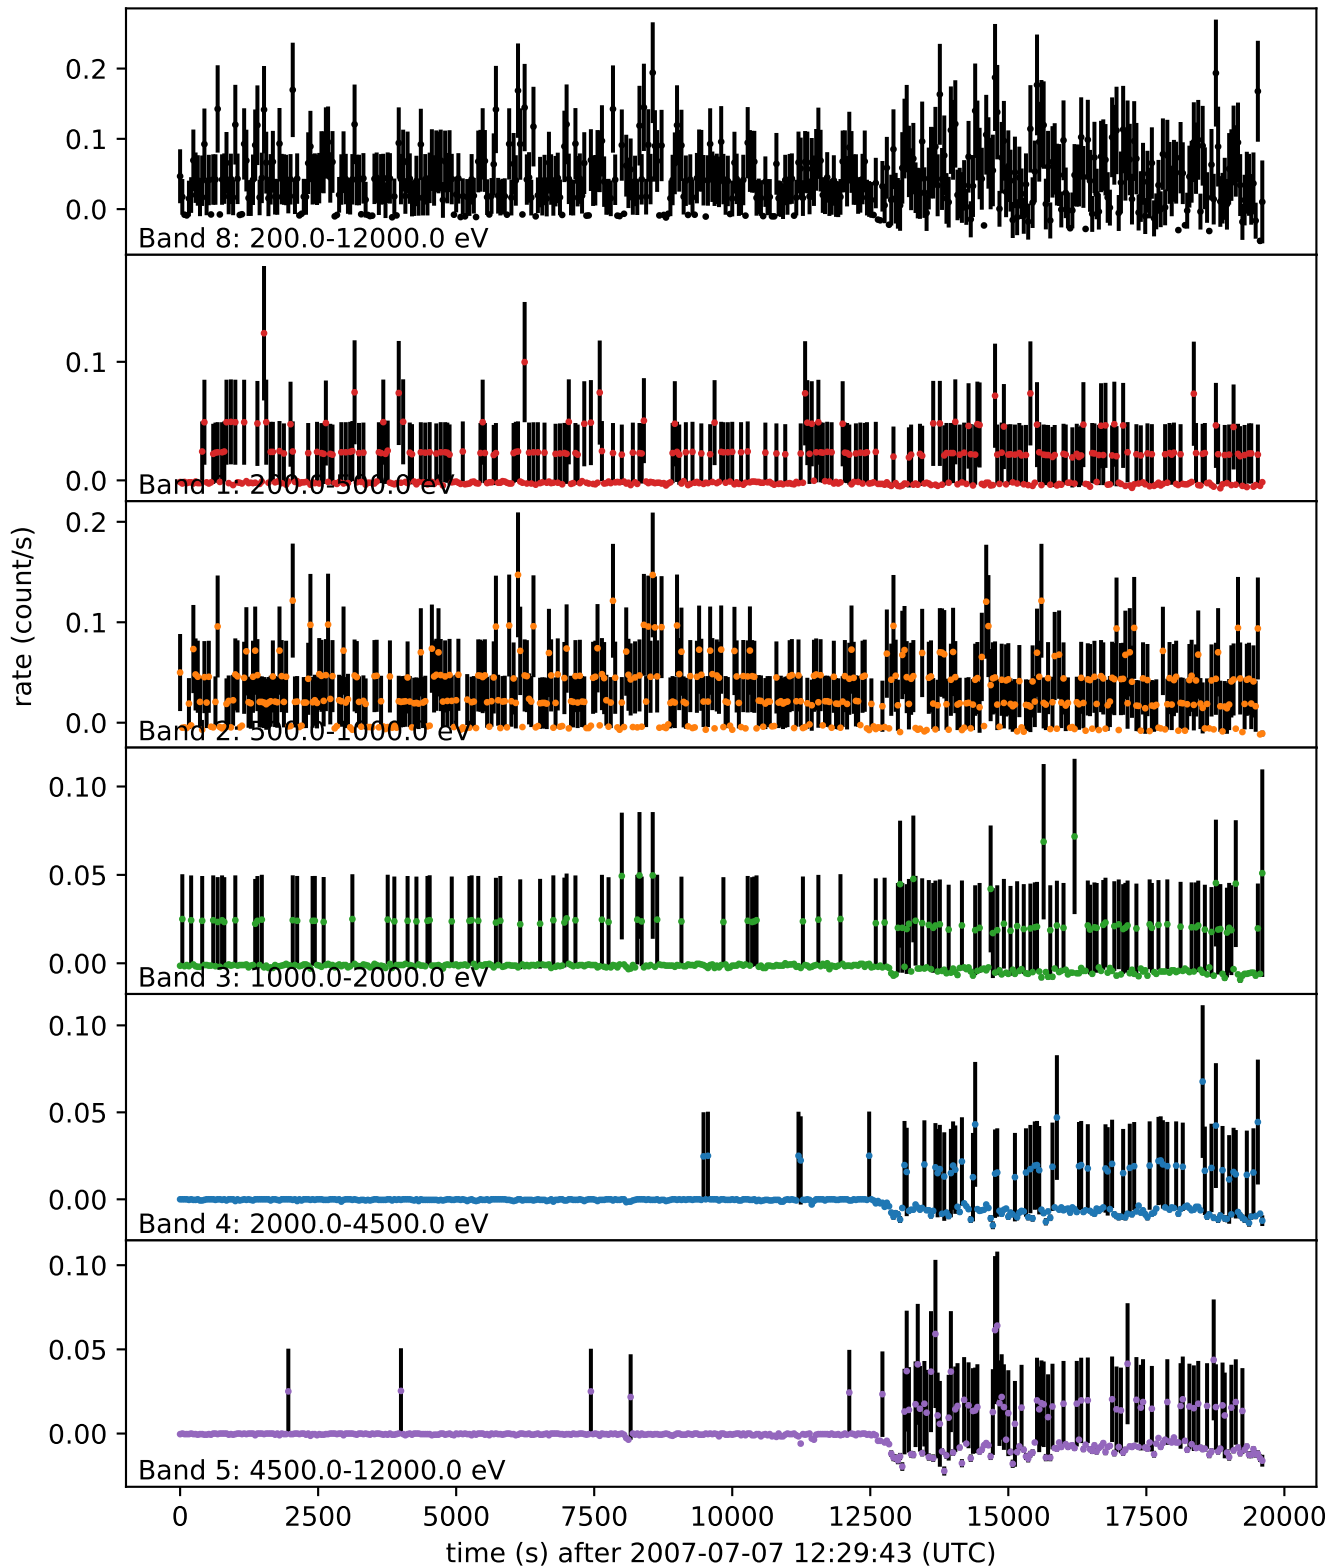 0.2
0.1
0.0
Band 8: 200.0-12000.0 eV
0.1
0.0
Band 1: 200.0-500.0 eV
rate (count/s)
0.2
0.1
0.0
Band 2: 500.0-1000.0 eV
0.10
0.05
0.00
Band 3: 1000.0-2000.0 eV
0.10
0.05
0.00
Band 4: 2000.0-4500.0 eV
0.10
0.05
0.00
Band 5: 4500.0-12000.0 eV
0 2500 5000 7500 10000 12500 15000 17500 20000
time (s) after 2007-07-07 12:29:43 (UTC)